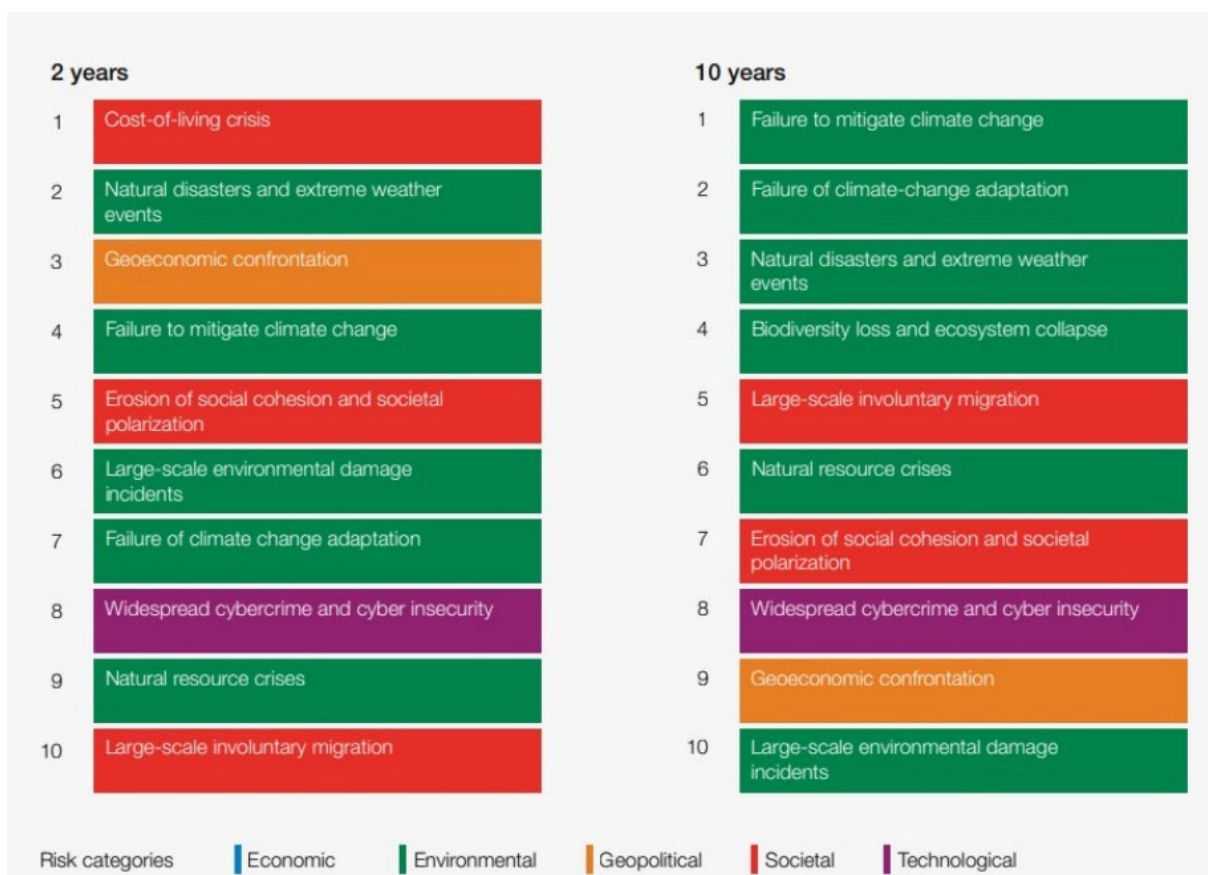 2 years
1 Cost-of-living crisis
2 Natural disasters and extreme weather
events
3 Geoeconomic confrontation
4 Failure to mitigate climate change
5 Erosion of social cohesion and societal
polarization
6 Large-scale environmental damage
incidents
7 Failure of climate change adaptation
8 Widespread cybercrime and cyber insecurity
9 Natural resource crises
10 Large-scale involuntary migration
10 years
1 Failure to mitigate climate change
2 Failure of climate-change adaptation
3 Natural disasters and extreme weather
events
4 Biodiversity loss and ecosystem collapse
5 Large-scale involuntary migration
6 Natural resource crises
7 Erosion of social cohesion and societal
polarization
8 Widespread cybercrime and cyber insecurity
9 Geoeconomic confrontation
10 Large-scale environmental damage
incidents
Risk categories Economic Environmental Geopolitical Societal Technological